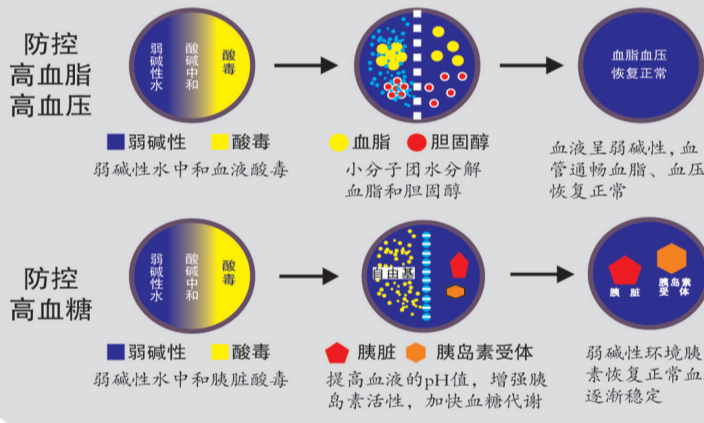 防控
高血脂
高血压
弱碱性水
酸碱中和
酸毒
弱碱性 酸毒
弱碱性水中和血液酸毒
血脂 胆固醇
小分子团水分解
血脂和胆固醇
血脂血压
恢复正常
血液呈弱碱性,血
管通畅血脂、血压
恢复正常
防控
高血糖
弱碱性水
酸碱中和
酸毒
弱碱性 酸毒
弱碱性水中和胰脏酸毒
自由基
胰脏 胰岛素受体
提高血液的pH值，增强胰
岛素活性，加快血糖代谢
胰脏
胰岛素
受体
弱碱性环境胰
素恢复正常血
逐渐稳定